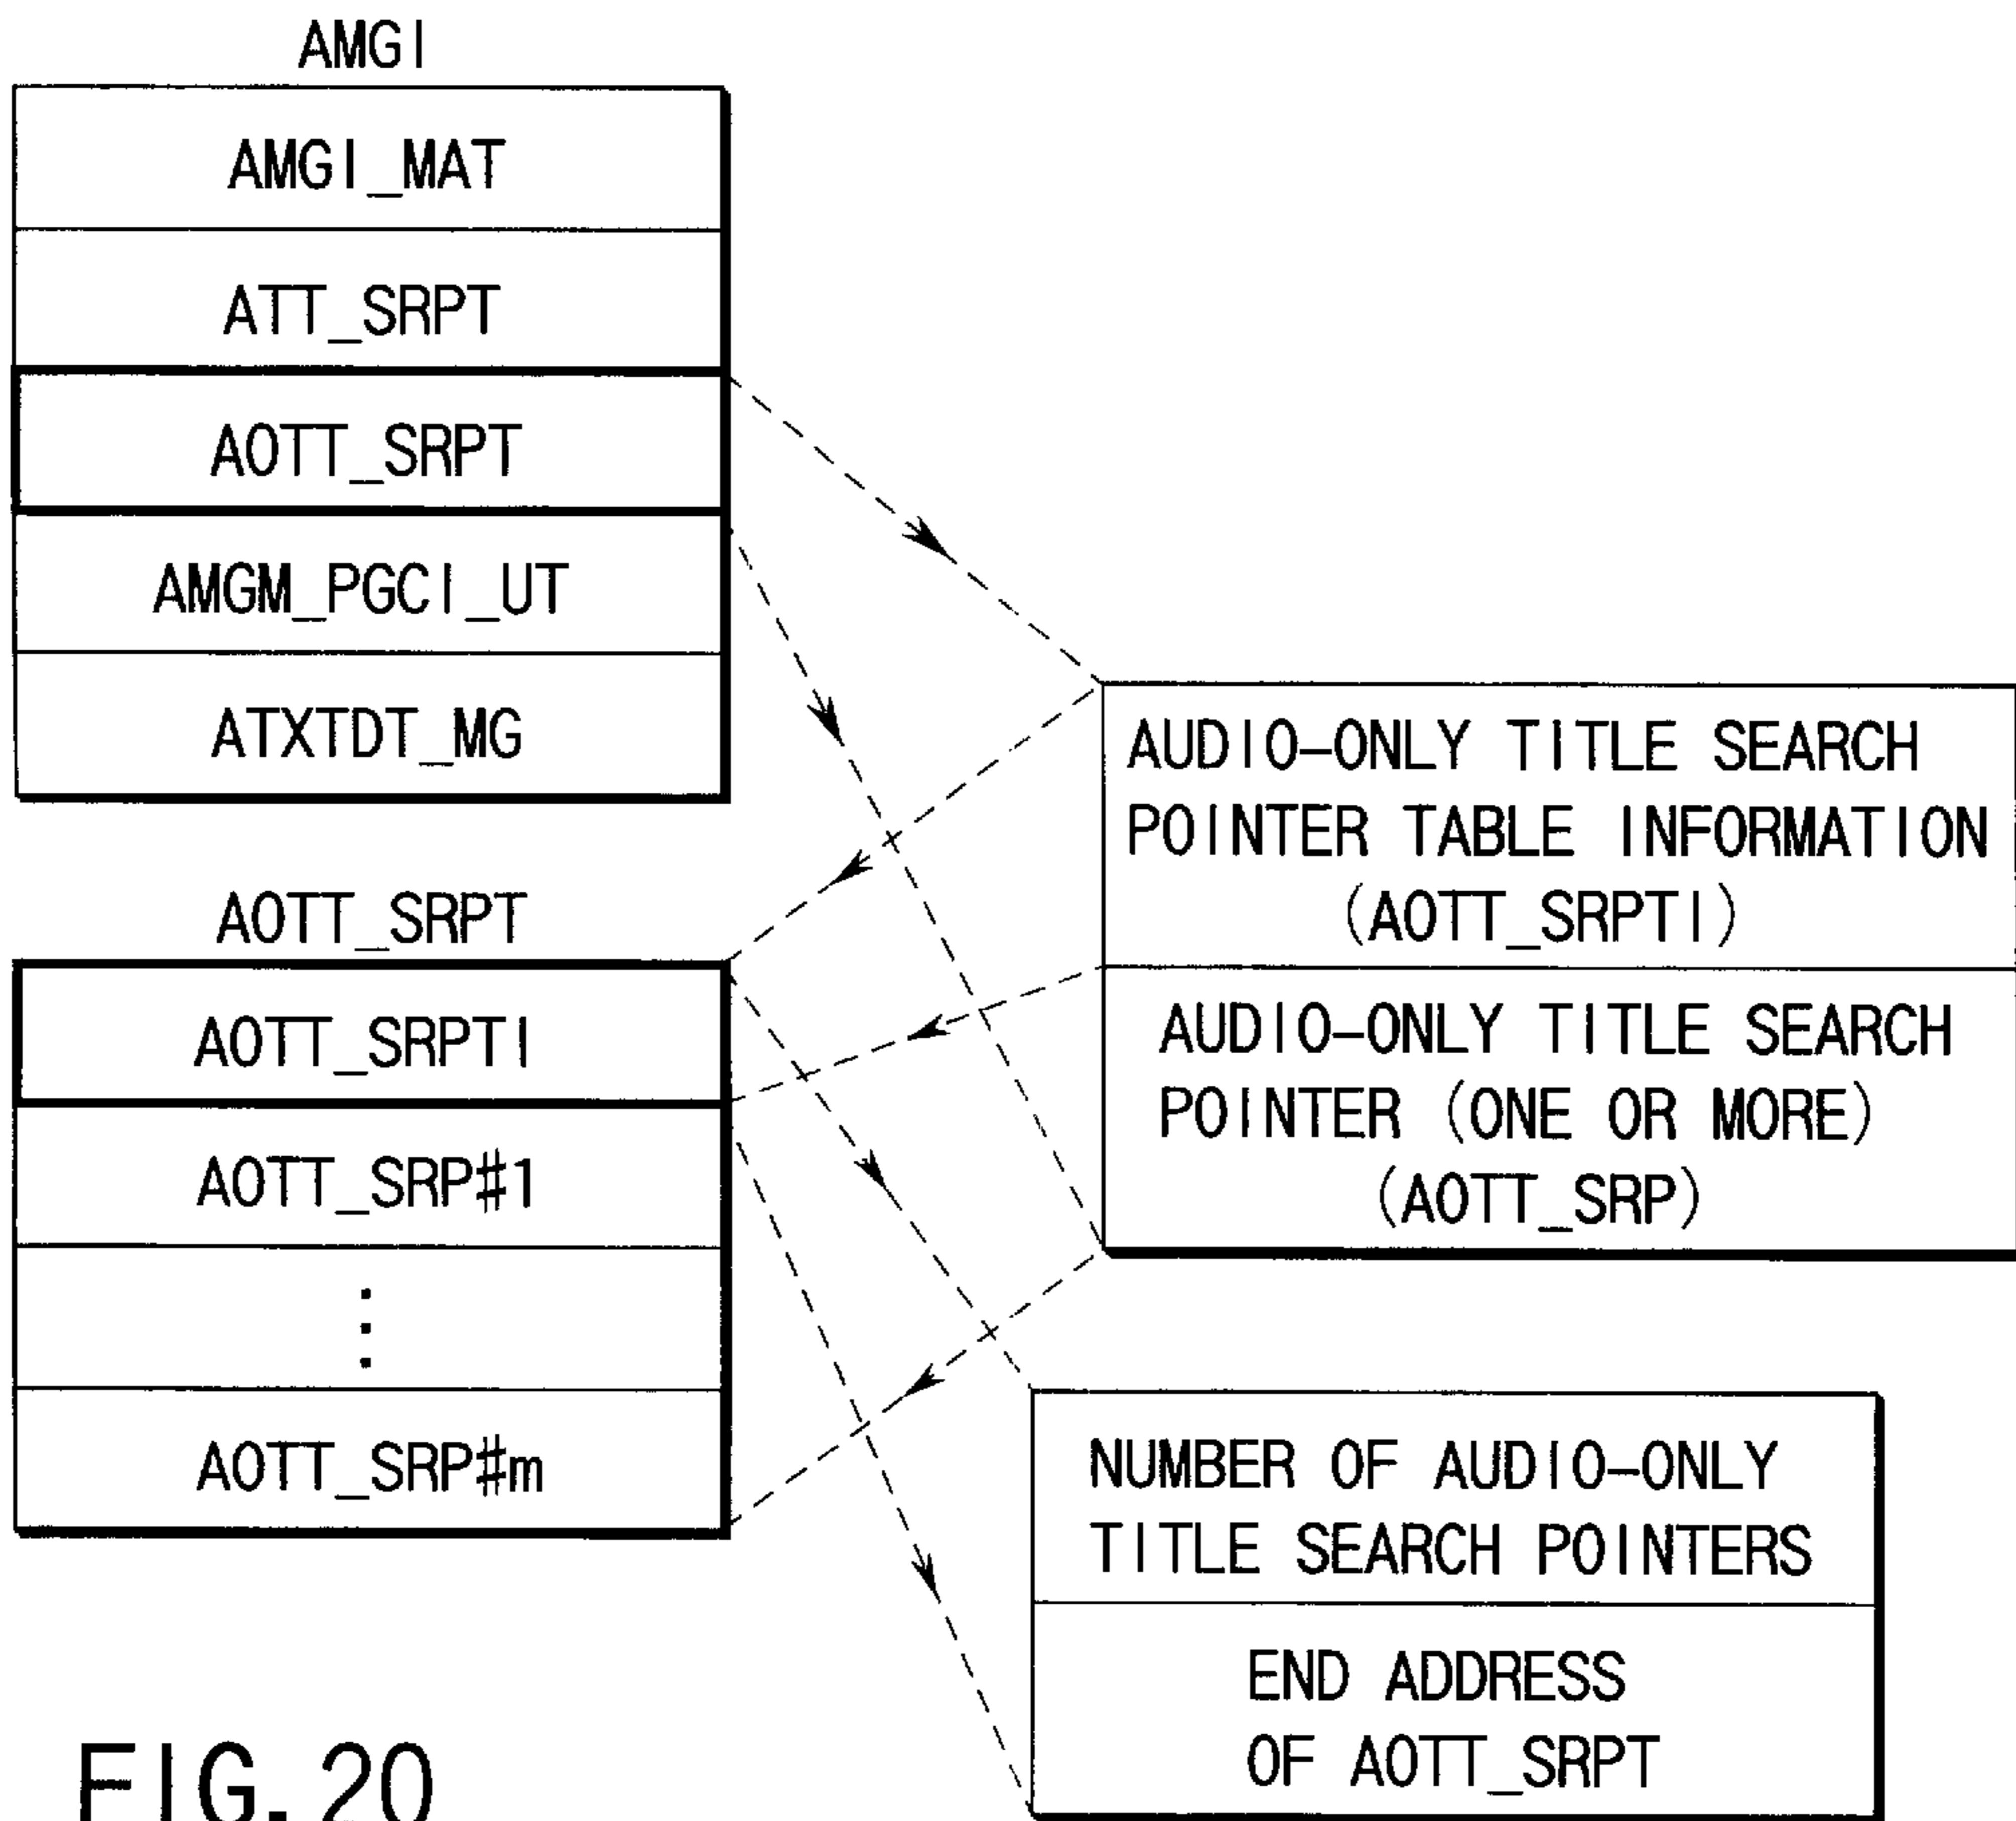 AMGI
AMGI_MAT
ATT_SRPT
AOTT_SRPT
AMGM_PGCI_UT
ATXTDT_MG
AUDIO-ONLY TITLE SEARCH
POINTER TABLE INFORMATION
(AOTT_SRPTI)
AUDIO-ONLY TITLE SEARCH
POINTER (ONE OR MORE)
(AOTT_SRP)
AOTT_SRPT
AOTT_SRPTI
AOTT_SRP#1
⋮
AOTT_SRP#m
NUMBER OF AUDIO-ONLY
TITLE SEARCH POINTERS
END ADDRESS
OF AOTT_SRPT
FIG. 20